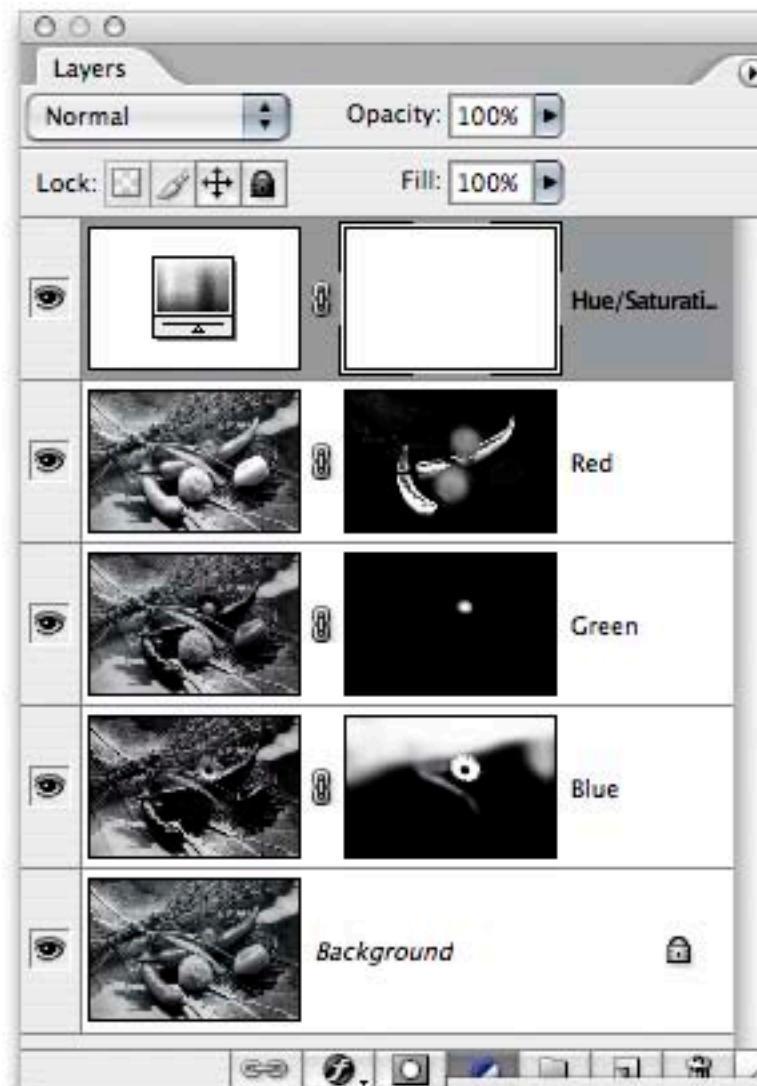 Layers
Normal Opacity: 100%
Lock: Fill: 100%
Hue/Saturati...
Red
Green
Blue
Background